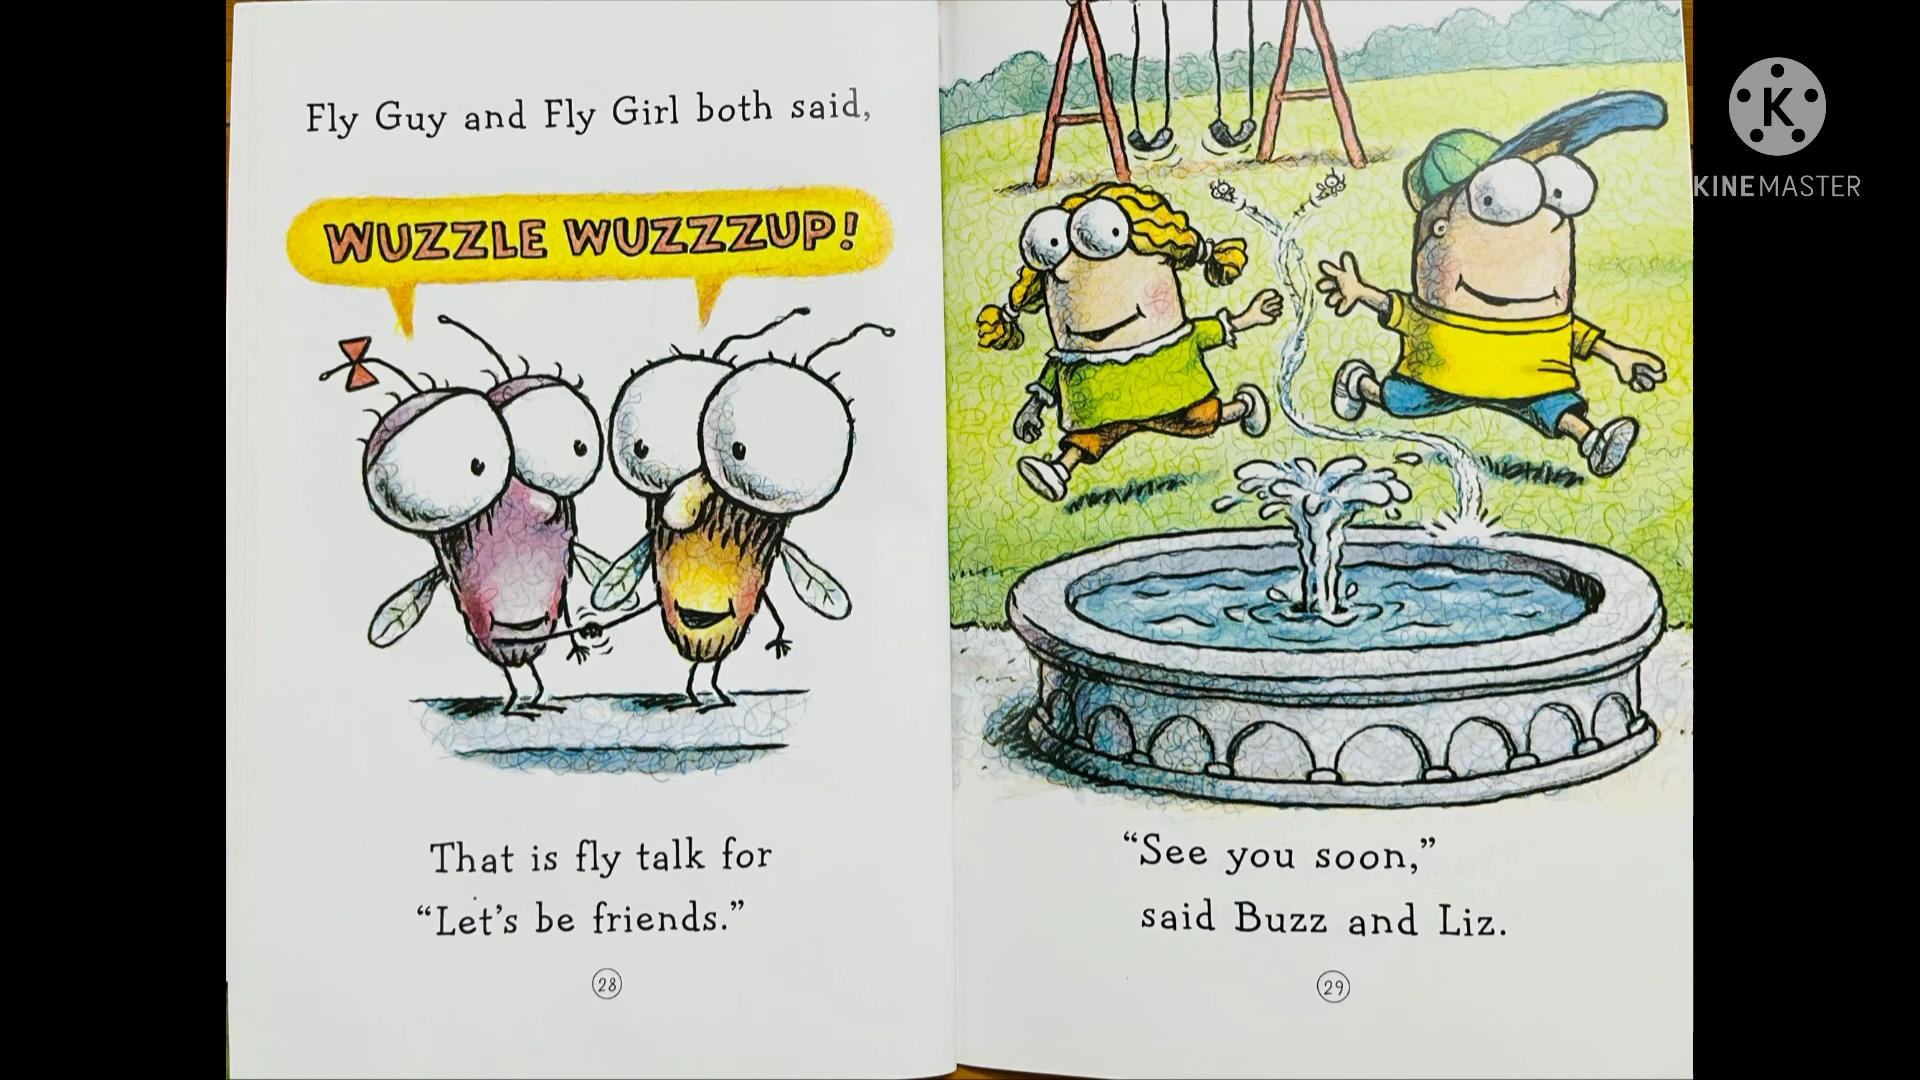 Fly Guy and Fly Girl both said,
WUZZLE WUZZZUP!
That is fly talk for
“Let’s be friends.”
28
“See you soon,”
said Buzz and Liz.
29
K
KINEMASTER